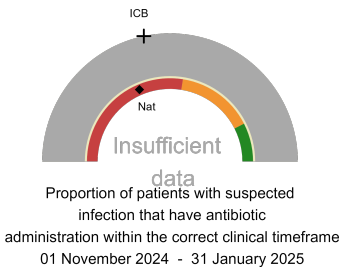 ICB
Nat
Insufficient
data
Proportion of patients with suspected
infection that have antibiotic
administration within the correct clinical timeframe
01 November 2024 - 31 January 2025